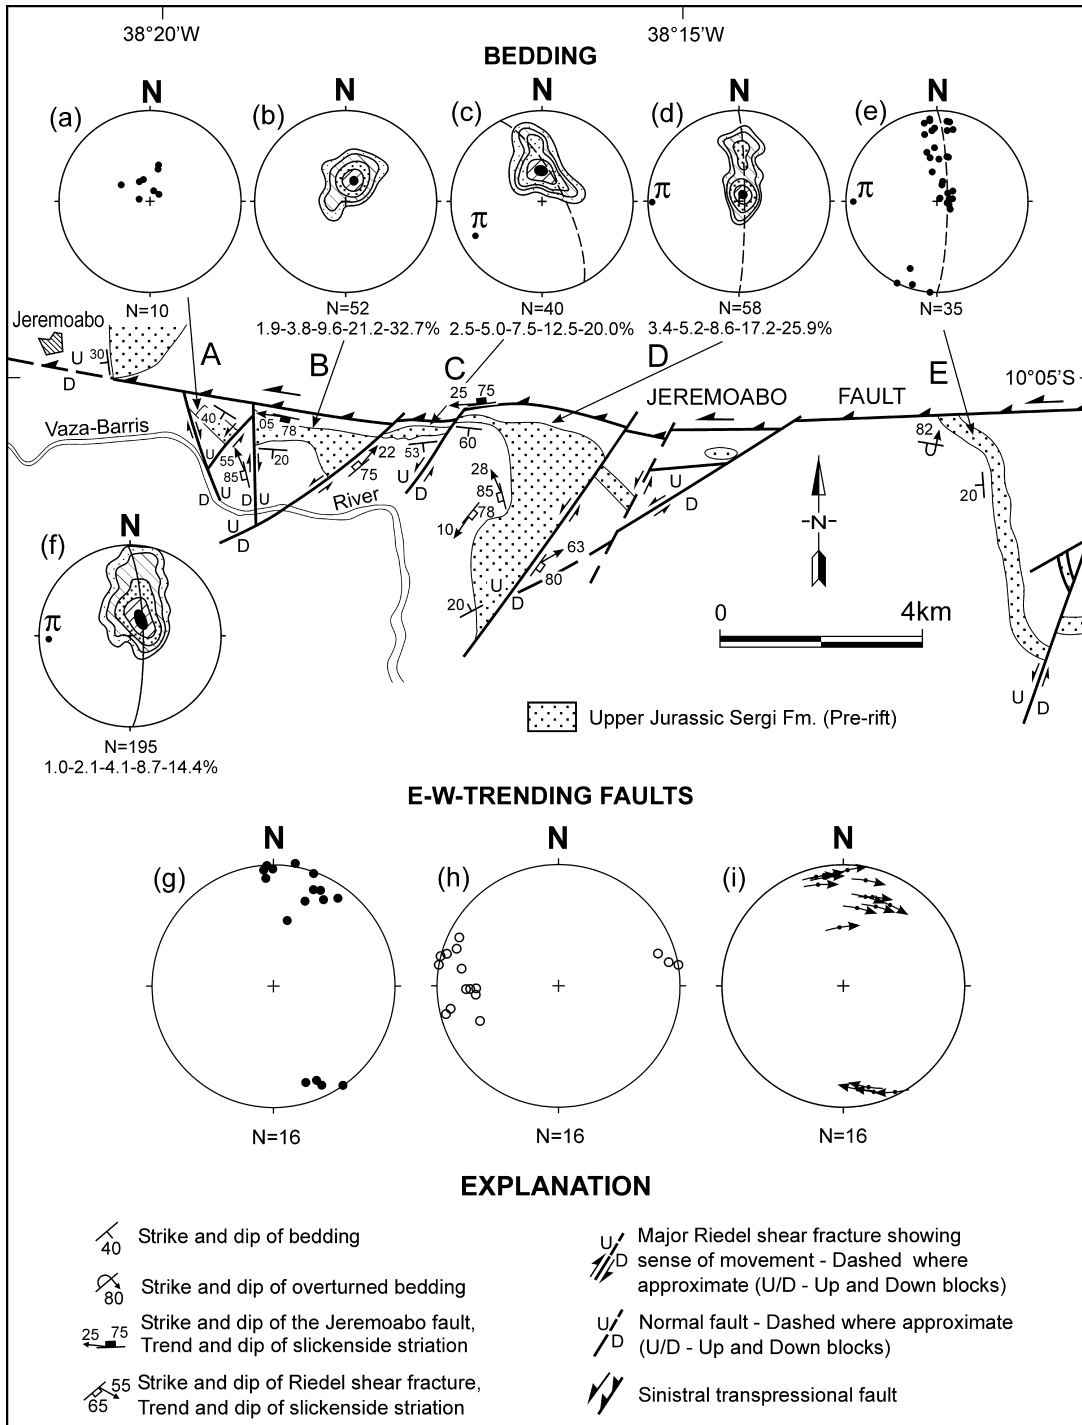 38°20'W
38°15'W
BEDDING
N
N
N
N
N
(a)
(b)
(c)
(d)
(e)
π
π
π
N=10
N=52
N=40
N=58
N=35
1.9-3.8-9.6-21.2-32.7%
2.5-5.0-7.5-12.5-20.0%
3.4-5.2-8.6-17.2-25.9%
Jeremoabo
30
U
D
A
B
C
D
E
10°05'S
25
75
JEREMOABO
FAULT
Vaza-Barris
40
05
78
60
82
U
U
20
53
22
75
28
55
85
U
D
U
D
U
D
U
D
River
U
D
85
78
10
20
U
D
63
80
U
D
20
U
D
N
0
4km
N
(f)
π
N=195
1.0-2.1-4.1-8.7-14.4%
Upper Jurassic Sergi Fm. (Pre-rift)
E-W-TRENDING FAULTS
N
N
N
(g)
(h)
(i)
N=16
N=16
N=16
EXPLANATION
40
Strike and dip of bedding
80
Strike and dip of overturned bedding
25 75
Strike and dip of the Jeremoabo fault,
Trend and dip of slickenside striation
55
65
Strike and dip of Riedel shear fracture,
Trend and dip of slickenside striation
U
D
Major Riedel shear fracture showing
sense of movement - Dashed where
approximate (U/D - Up and Down blocks)
U
D
Normal fault - Dashed where approximate
(U/D - Up and Down blocks)
Sinistral transpressional fault